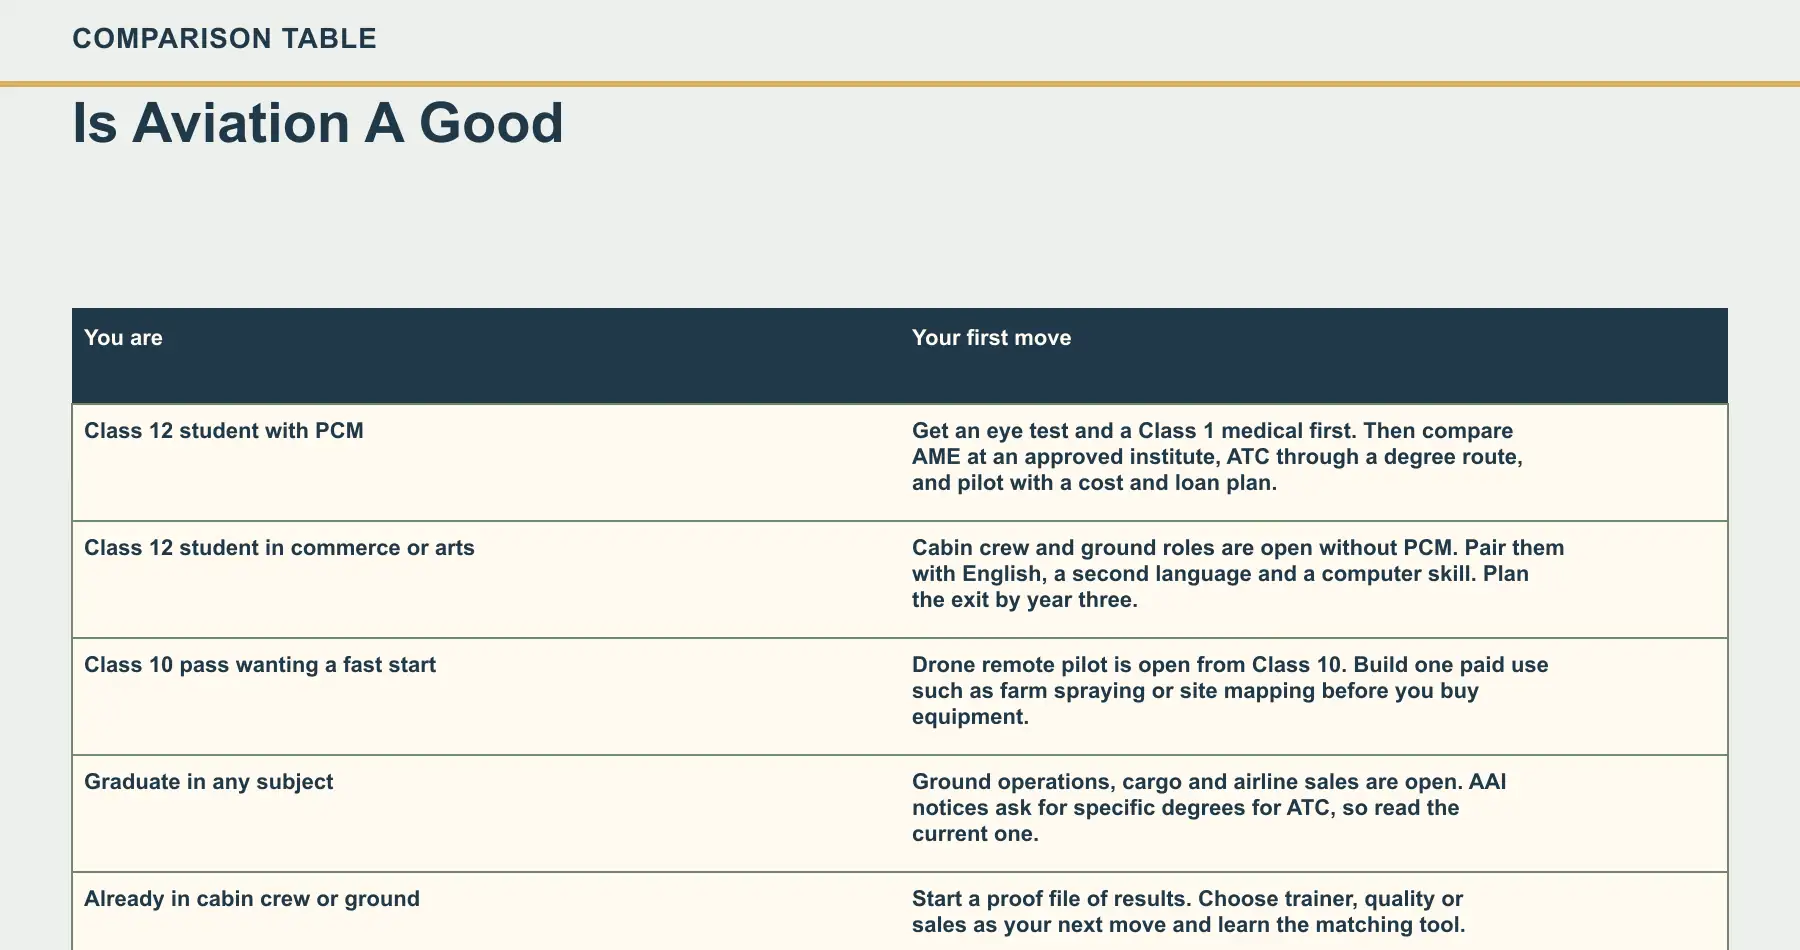 COMPARISON TABLE
Is Aviation A Good
You are
Your first move
Class 12 student with PCM
Get an eye test and a Class 1 medical first. Then compare
AME at an approved institute, ATC through a degree route,
and pilot with a cost and loan plan.
Class 12 student in commerce or arts
Cabin crew and ground roles are open without PCM. Pair them
with English, a second language and a computer skill. Plan
the exit by year three.
Class 10 pass wanting a fast start
Drone remote pilot is open from Class 10. Build one paid use
such as farm spraying or site mapping before you buy
equipment.
Graduate in any subject
Ground operations, cargo and airline sales are open. AAI
notices ask for specific degrees for ATC, so read the
current one.
Already in cabin crew or ground
Start a proof file of results. Choose trainer, quality or
sales as your next move and learn the matching tool.